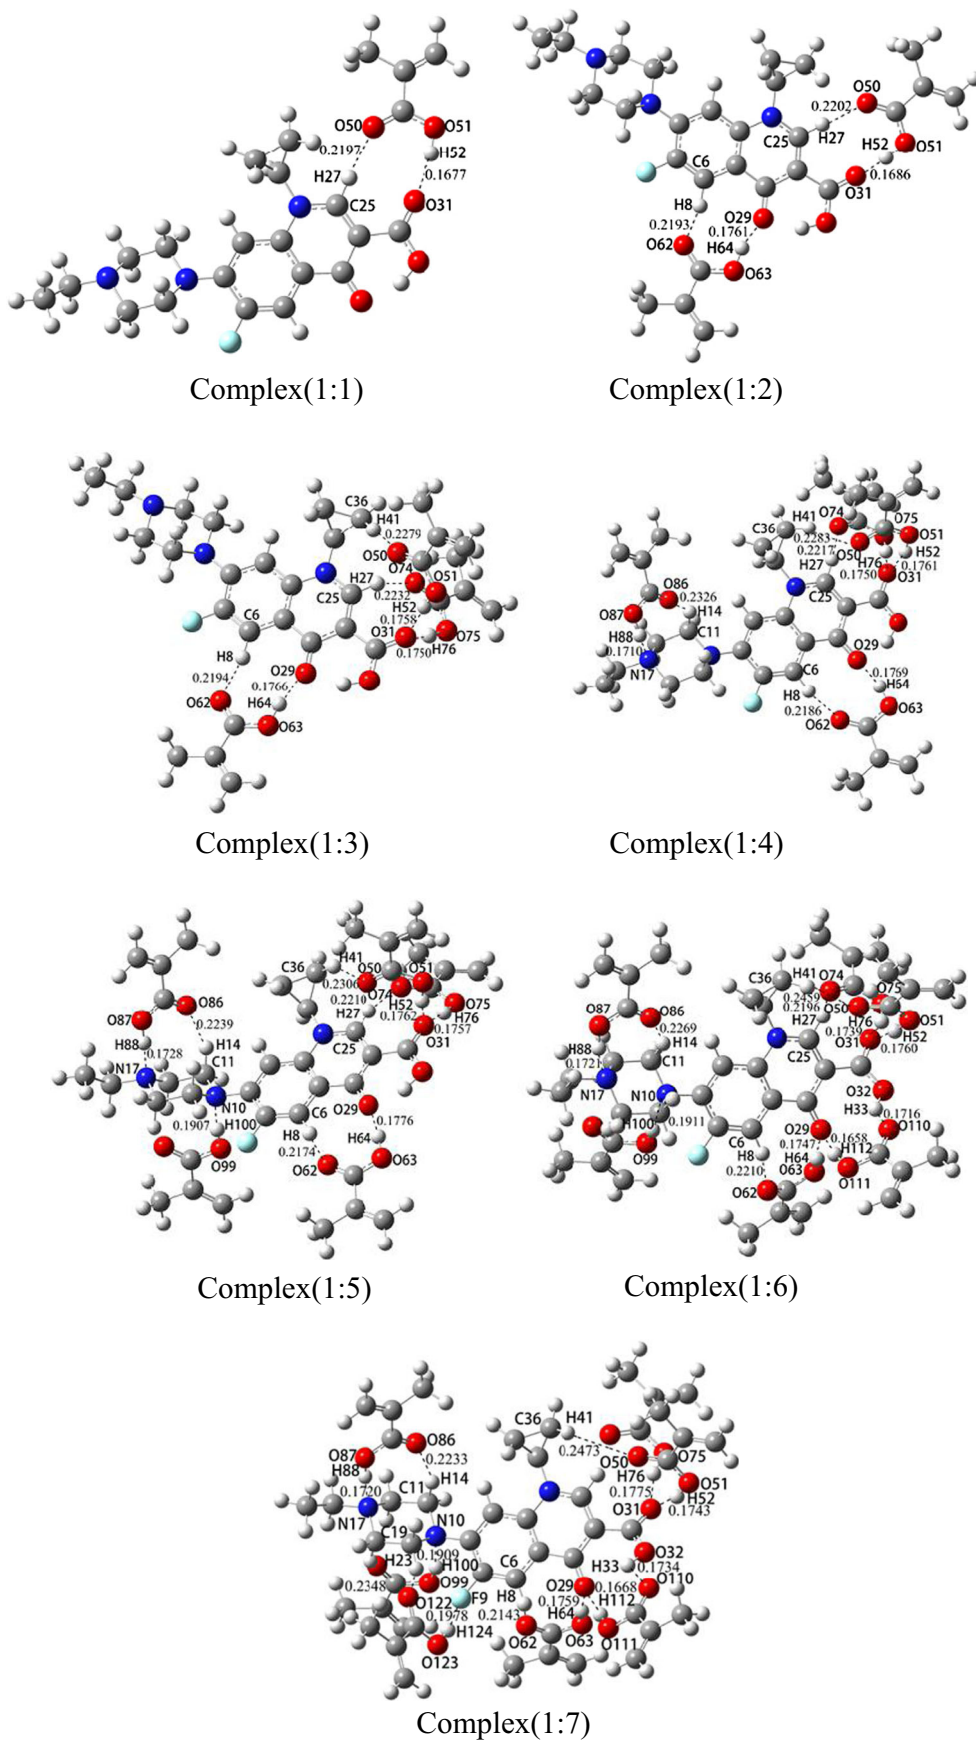 O50
O51
0.2197
H52
H27
0.1677
C25
O31
Complex(1:1)
O50
0.2202
C25
H27
H52
O51
C6
0.1686
O31
H8
O29
0.2193
0.1761
O62
H64
O63
Complex(1:2)
C36
H41
0.2279
O50
O74
H27
O51
C25
0.2232
H52
0.1758
C6
O31
O75
0.1750
H76
H8
O29
0.2194
0.1766
O62
H64
O63
Complex(1:3)
H41
O74
O75
C36
0.2283
O51
0.2217
O50
H52
O86
H27
H76
0.1761
0.2326
0.1750
O31
O87
H14
C25
H88
C11
0.1710
O29
N17
C6
0.1769
H8
H64
0.2186
O63
O62
Complex(1:4)
H41
C36
O50
O51
O86
0.2306
O87
0.2210
O74
H52
O75
0.2239
H27
0.1762
H76
H88
H14
O31
0.1757
0.1728
C11
C25
N17
N10
C6
O29
0.1907
0.1776
H100
H8
H64
O99
0.2174
O63
O62
Complex(1:5)
C36
H41
O74
O87
O86
0.2459
O75
0.2196
O50
O51
0.2269
H27
H76
H52
H88
H14
0.1739
O31
0.1760
0.1721
C11
C25
N17
N10
O32
H33
H100
0.1911
O29
0.1716
C6
0.1747
0.1658
O110
O99
H8
H64
H112
0.2210
O63
O111
O62
Complex(1:6)
C36
H41
O86
0.2473
O75
O87
0.2233
O50
H88
H14
H76
O51
0.1720
C11
0.1775
H52
N17
N10
O31
0.1743
C19
H23
0.1909
C6
H33
O32
H100
0.1734
O99
O29
O110
0.2348
F9
H8
0.1668
O122
0.1759
H112
0.1978
0.2143
H64
H124
O62
O63
O111
O123
Complex(1:7)